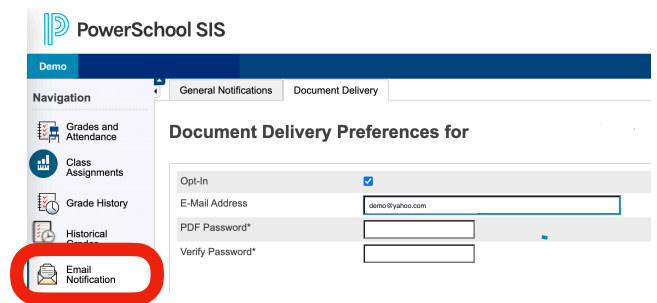 PowerSchool SIS
Demo
Navigation
General Notifications
Document Delivery
Grades and
Attendance
Document Delivery Preferences for
Class
Assignments
Opt-In
E-Mail Address
demo@yahoo.com
Grade History
PDF Password*
Historical
Verify Password*
Email
Notification